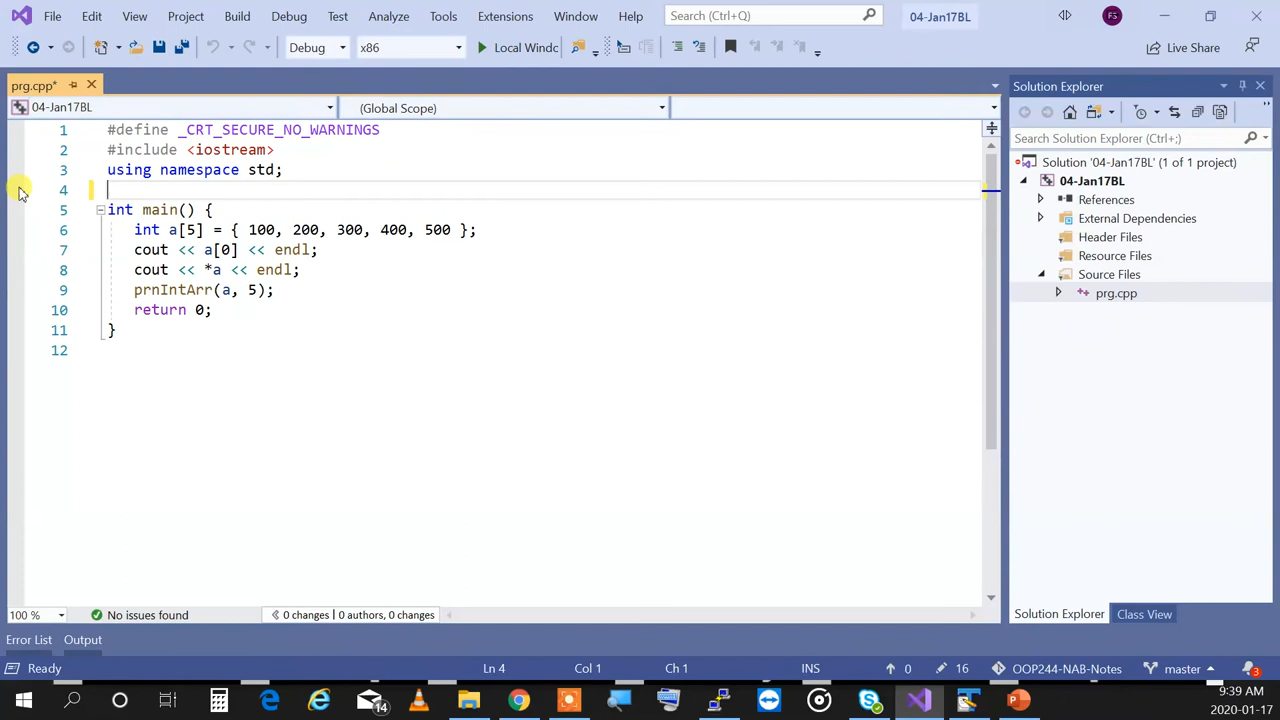 File Edit View Project Build Debug Test Analyze Tools Extensions Window Help Search (Ctrl+Q) 04-Jan17BL FS
Debug x86 Local Windc Live Share
prg.cpp*
04-Jan17BL (Global Scope)
1 #define _CRT_SECURE_NO_WARNINGS
2 #include <iostream>
3 using namespace std;
4
5 int main() {
6 int a[5] = { 100, 200, 300, 400, 500 };
7 cout << a[0] << endl;
8 cout << *a << endl;
9 prnIntArr(a, 5);
10 return 0;
11 }
12
100 % No issues found 0 changes | 0 authors, 0 changes
Solution Explorer
Search Solution Explorer (Ctrl+;)
Solution '04-Jan17BL' (1 of 1 project)
04-Jan17BL
References
External Dependencies
Header Files
Resource Files
Source Files
prg.cpp
Solution Explorer Class View
Error List Output
Ready Ln 4 Col 1 Ch 1 INS 0 16 OOP244-NAB-Notes master 3
14
9:39 AM
2020-01-17